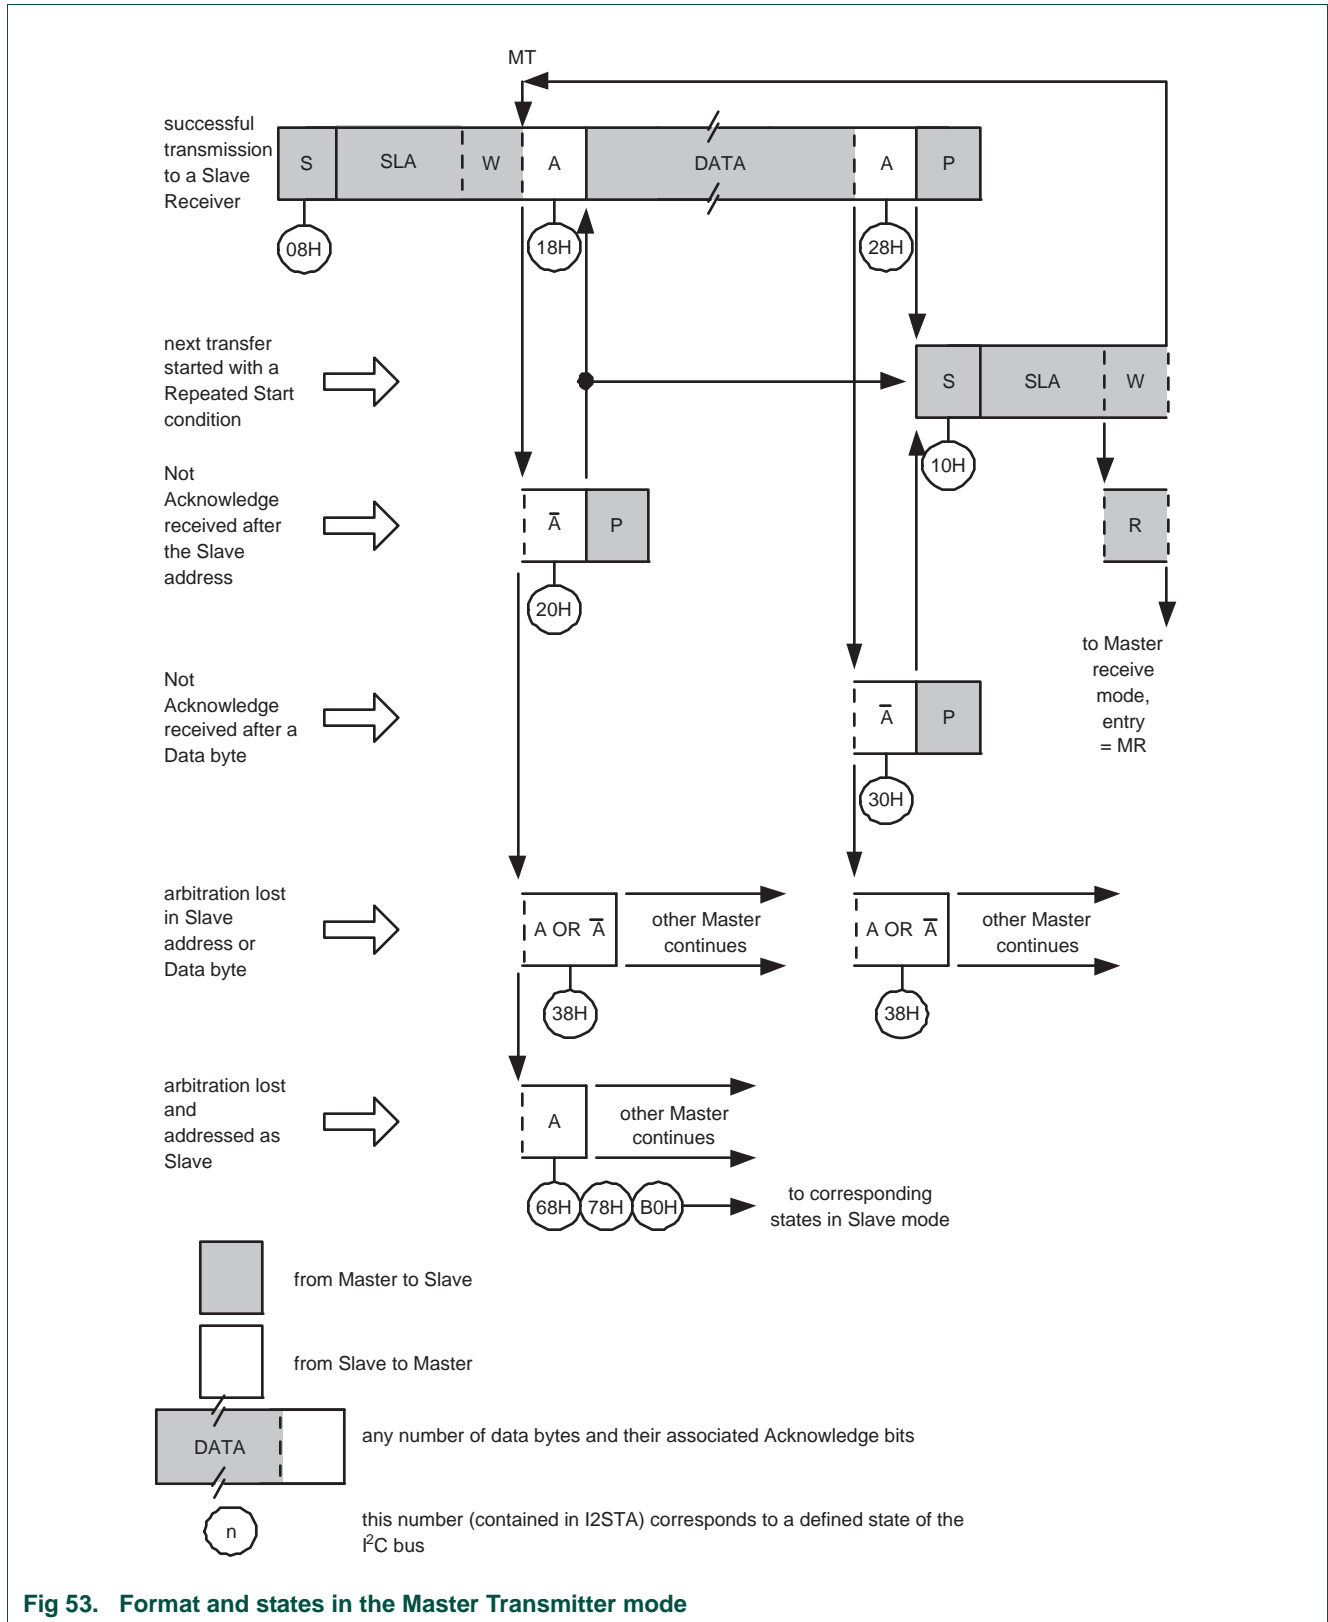 MT
successful
transmission
to a Slave
Receiver
S SLA W A DATA A P
08H 18H 28H
next transfer
started with a
Repeated Start
condition
S SLA W
10H
Not
Acknowledge
received after
the Slave
address
A̅ P
R
20H
to Master
receive
mode,
entry
= MR
Not
Acknowledge
received after a
Data byte
A̅ P
30H
arbitration lost
in Slave
address or
Data byte
A OR A̅
other Master
continues
A OR A̅
other Master
continues
38H 38H
arbitration lost
and
addressed as
Slave
A
other Master
continues
68H 78H B0H
to corresponding
states in Slave mode
from Master to Slave
from Slave to Master
DATA
any number of data bytes and their associated Acknowledge bits
n
this number (contained in I2STA) corresponds to a defined state of the
I²C bus
Fig 53. Format and states in the Master Transmitter mode